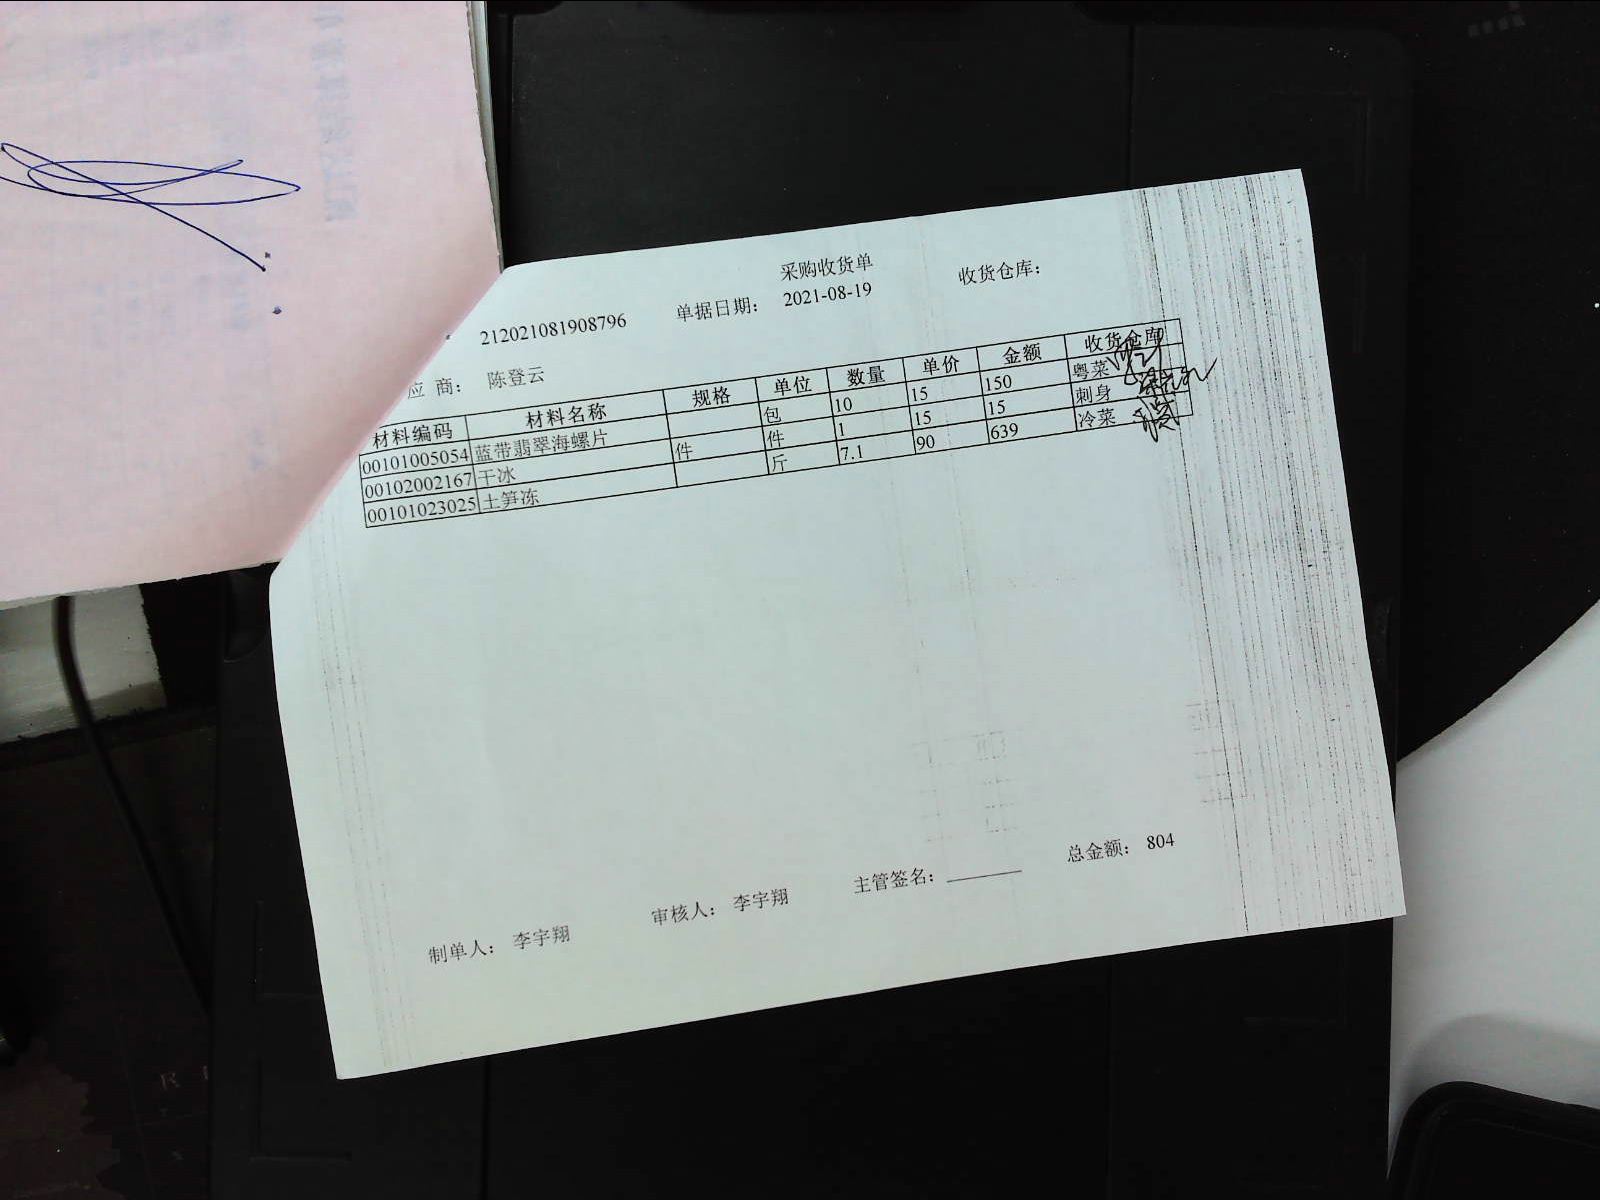 采购收货单
212021081908796 单据日期: 2021-08-19 收货仓库:
应 商: 陈登云
材料编码 材料名称 规格 单位 数量 单价 金额 收货仓库
00101005054 蓝带翡翠海螺片 包 10 15 150 粤菜
00102002167 干冰 件 件 1 15 15 刺身
00101023025 土笋冻 斤 7.1 90 639 冷菜
制单人: 李宇翔 审核人: 李宇翔 主管签名: 总金额: 804